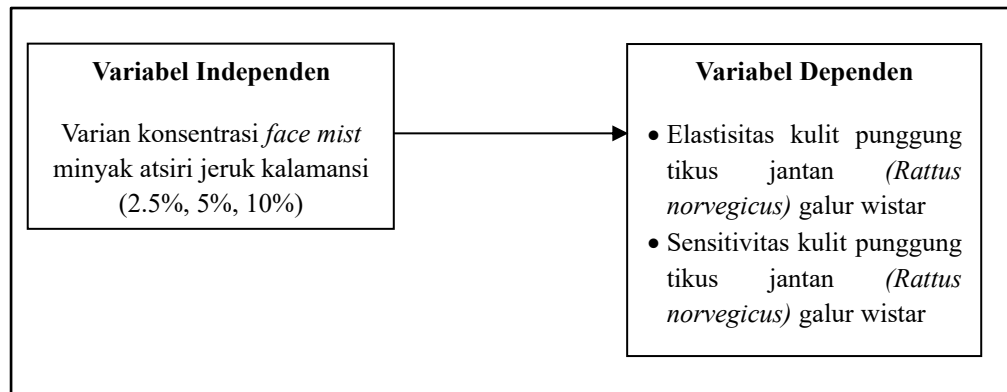 Variabel Independen
Varian konsentrasi face mist
minyak atsiri jeruk kalamansi
(2.5%, 5%, 10%)
Variabel Dependen
• Elastisitas kulit punggung
tikus jantan (Rattus
norvegicus) galur wistar
• Sensitivitas kulit punggung
tikus jantan (Rattus
norvegicus) galur wistar